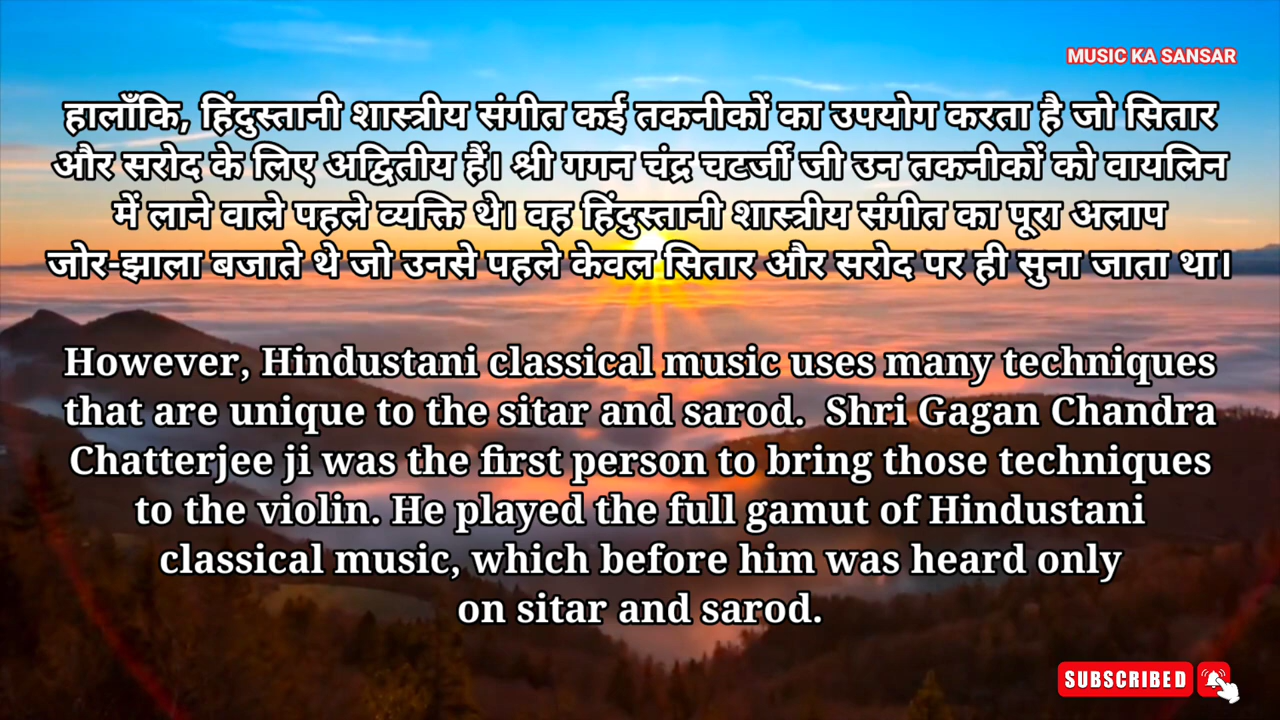 MUSIC KA SANSAR
हालाँकि, हिंदुस्तानी शास्त्रीय संगीत कई तकनीकों का उपयोग करता है जो सितार
और सरोद के लिए अद्वितीय हैं। श्री गगन चंद्र चटर्जी जी उन तकनीकों को वायलिन
में लाने वाले पहले व्यक्ति थे। वह हिंदुस्तानी शास्त्रीय संगीत का पूरा अलाप
जोर-झाला बजाते थे जो उनसे पहले केवल सितार और सरोद पर ही सुना जाता था।
However, Hindustani classical music uses many techniques
that are unique to the sitar and sarod. Shri Gagan Chandra
Chatterjee ji was the first person to bring those techniques
to the violin. He played the full gamut of Hindustani
classical music, which before him was heard only
on sitar and sarod.
SUBSCRIBED